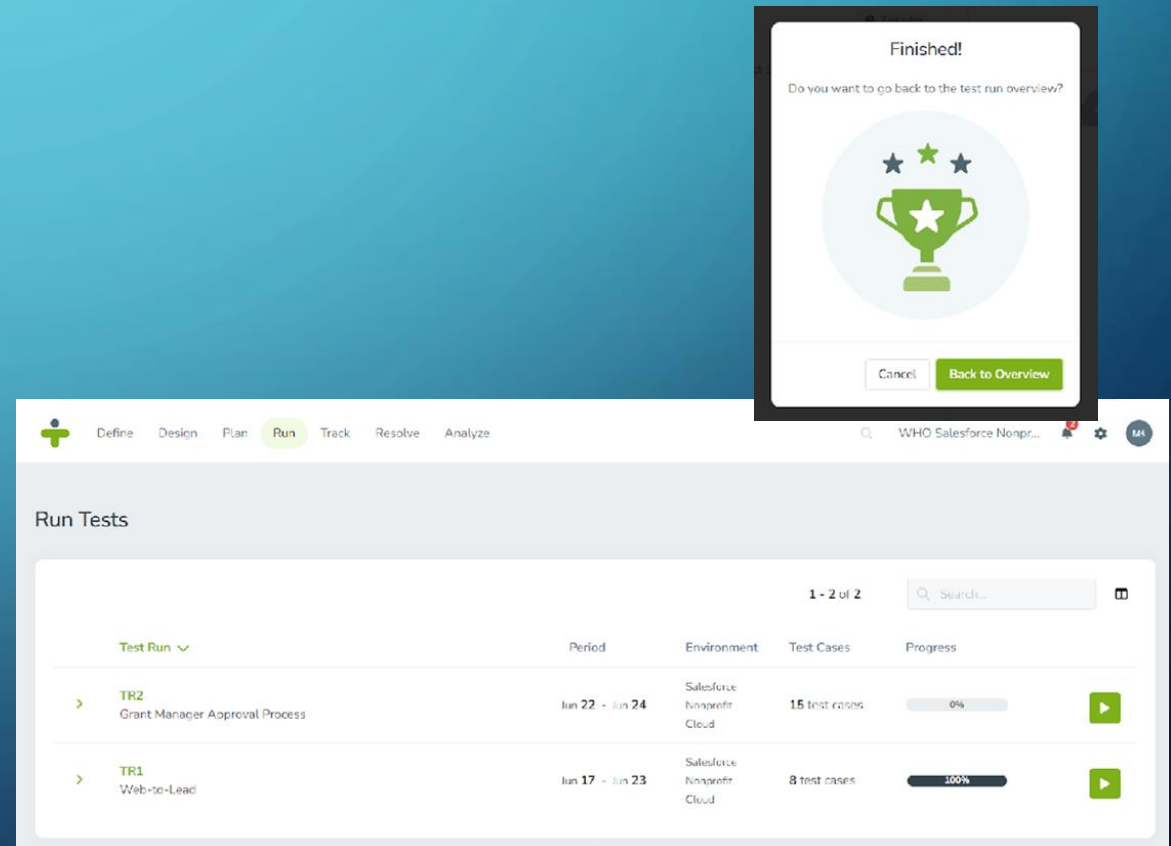 Finished!
Do you want to go back to the test run overview?
Cancel Back to Overview
Define Design Plan Run Track Resolve Analyze WHO Salesforce Nonpr... 2 MK
Run Tests
1 - 2 of 2 Search...
Test Run Period Environment Test Cases Progress
TR2
Grant Manager Approval Process
Jun 22 - Jun 24
Salesforce
Nonprofit
Cloud
15 test cases
0%
TR1
Web-to-Lead
Jun 17 - Jun 23
Salesforce
Nonprofit
Cloud
8 test cases
100%